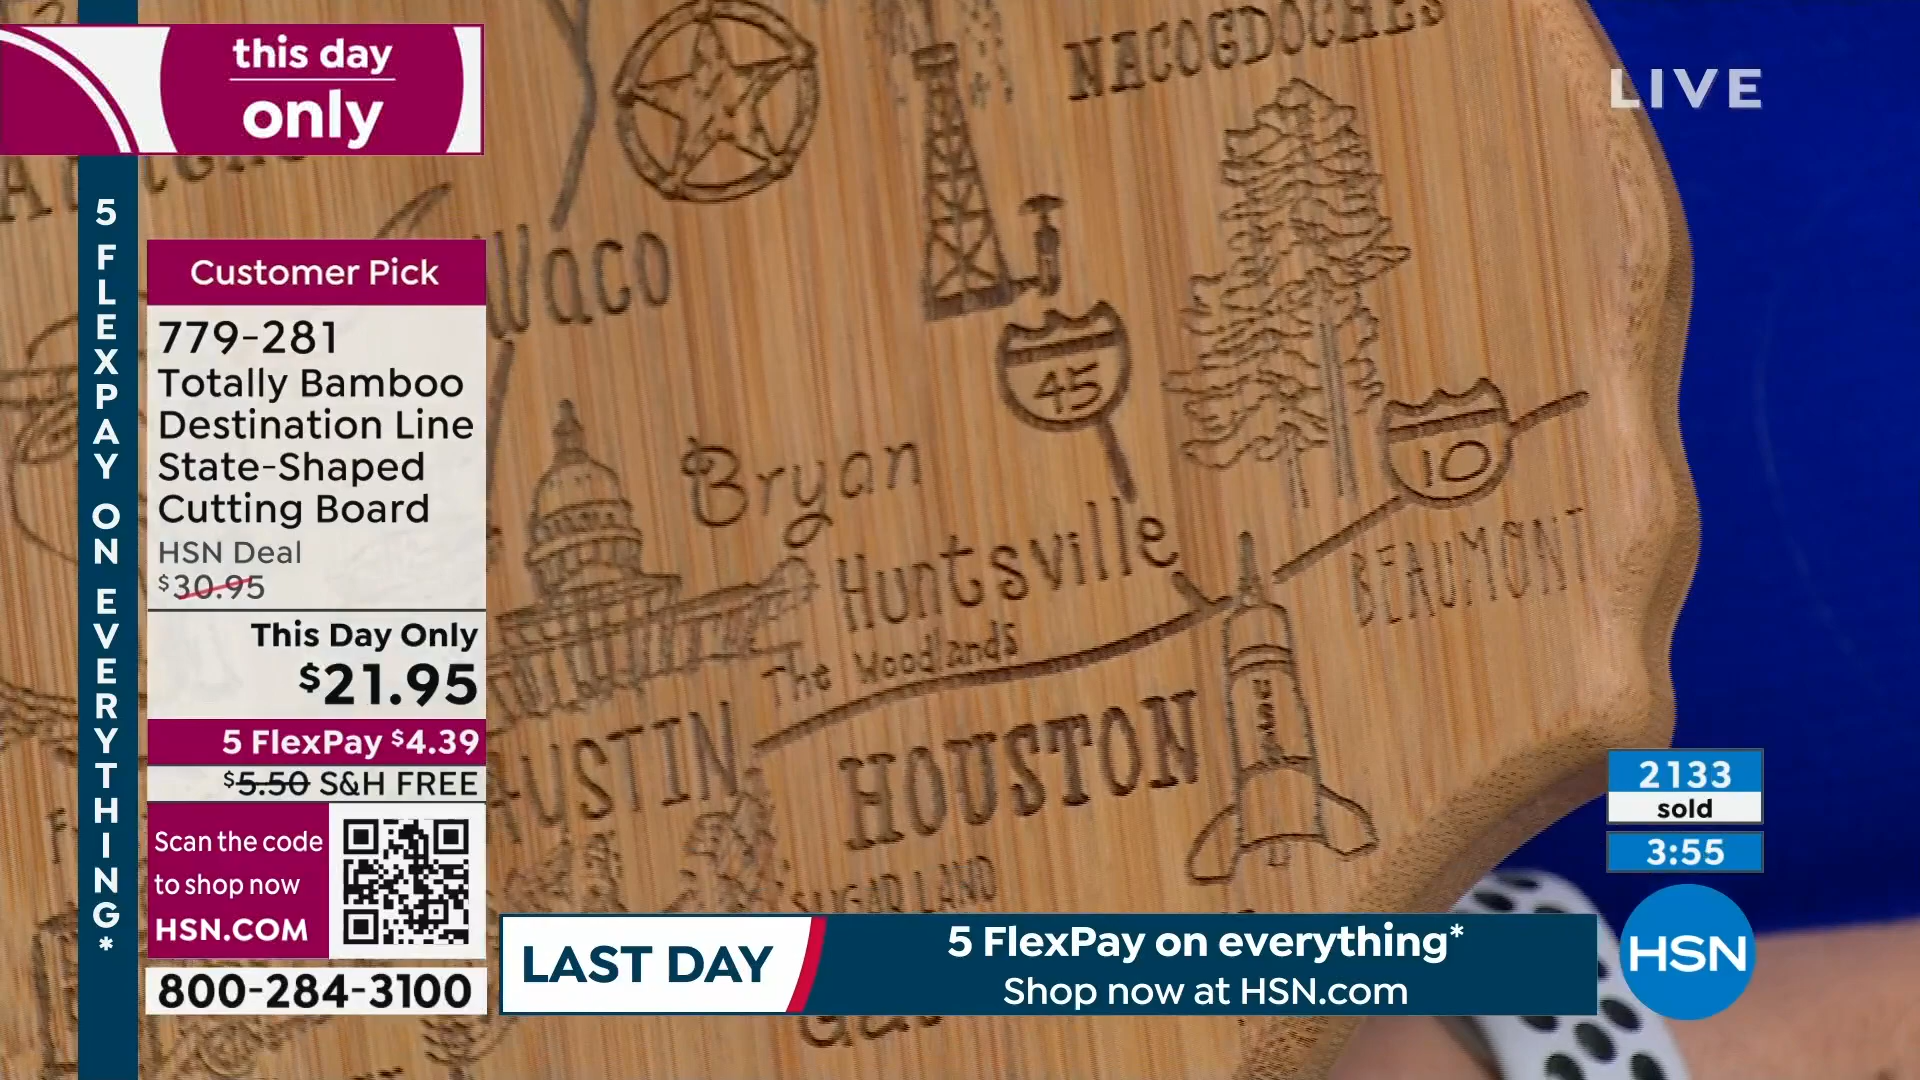 this day
only
LIVE
5 FLEXPAY ON EVERYTHING*
Customer Pick
779-281
Totally Bamboo
Destination Line
State-Shaped
Cutting Board
HSN Deal
$30.95
This Day Only
$21.95
5 FlexPay $4.39
$5.50 S&H FREE
Scan the code
to shop now
HSN.COM
800-284-3100
NACOGDOCHES
Waco
45
10
Bryan
Huntsville
BEAUMONT
The Woodlands
AUSTIN
HOUSTON
USA
SUGAR LAND
2133
sold
3:55
HSN
LAST DAY
5 FlexPay on everything*
Shop now at HSN.com